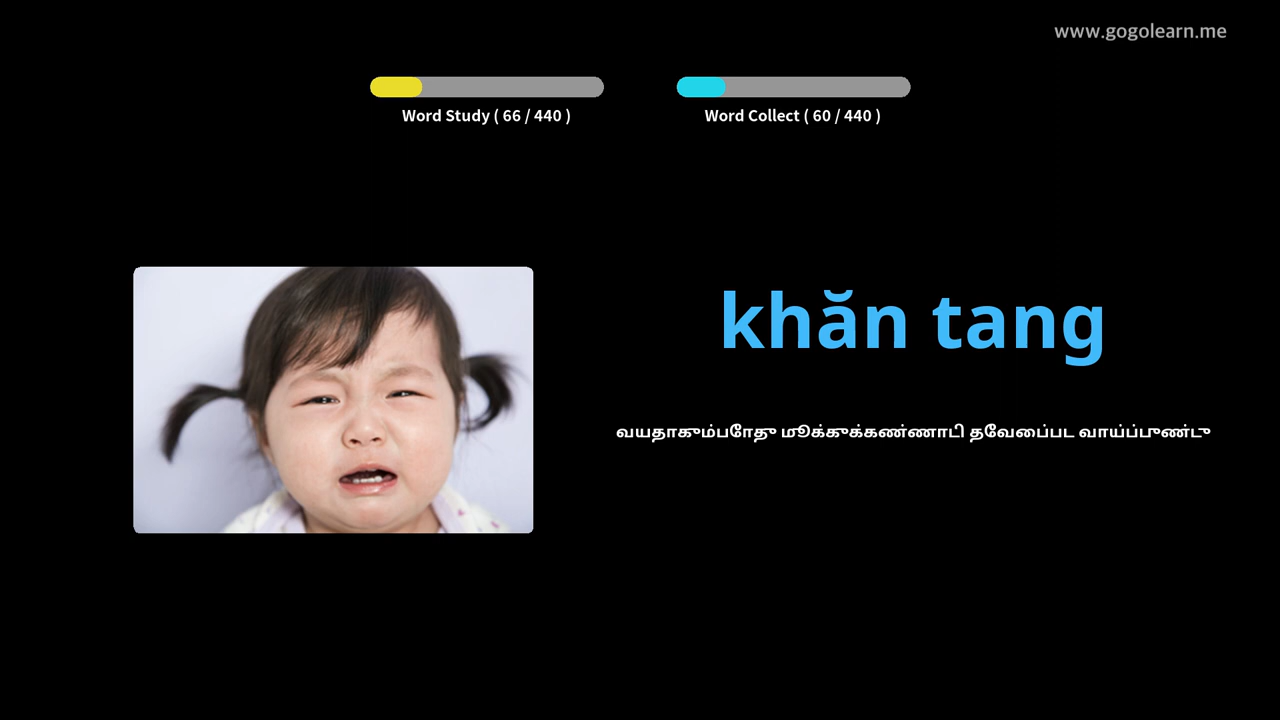 www.gogolearn.me
Word Study ( 66 / 440 )
Word Collect ( 60 / 440 )
khăn tang
வயதாகும்போது மூக்குக்கண்ணாடி தேவைப்பட வாய்ப்புண்டு